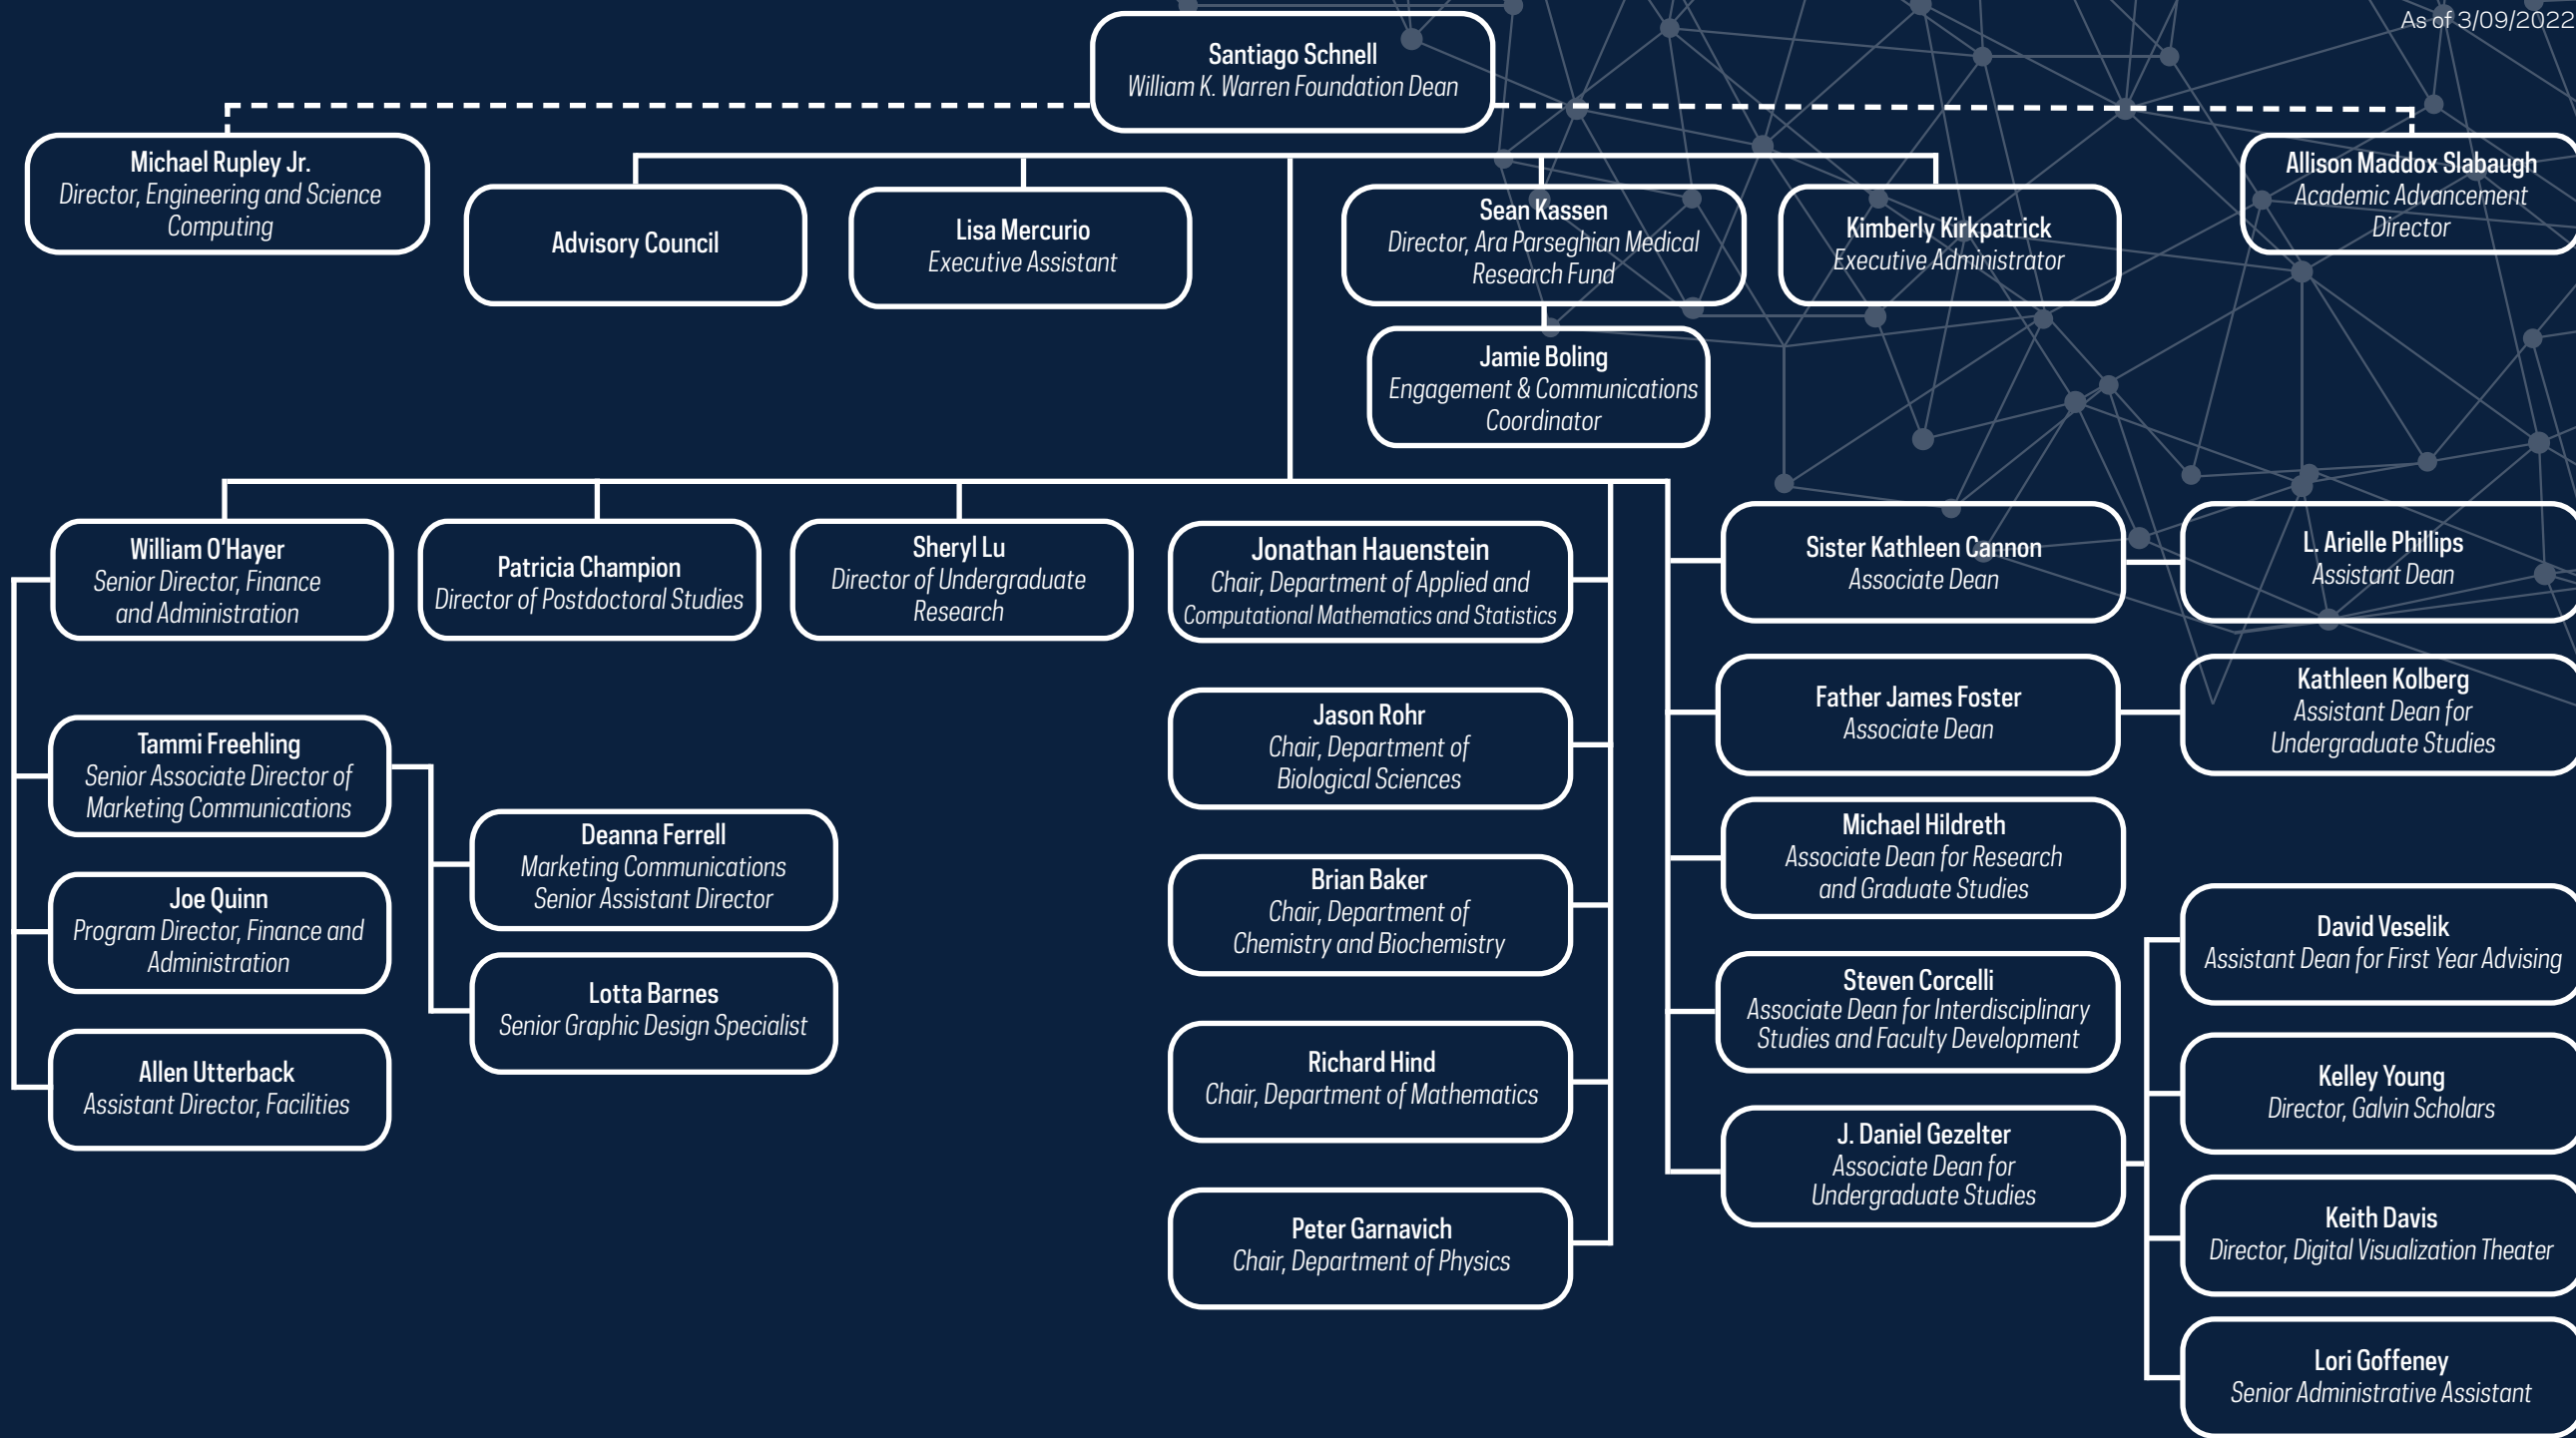 As of 3/09/2022
Santiago Schnell
William K. Warren Foundation Dean
Michael Rupley Jr.
Director, Engineering and Science
Computing
Advisory Council
Lisa Mercurio
Executive Assistant
Sean Kassen
Director, Ara Parseghian Medical
Research Fund
Kimberly Kirkpatrick
Executive Administrator
Allison Maddox Slabaugh
Academic Advancement
Director
Jamie Boling
Engagement & Communications
Coordinator
William O'Hayer
Senior Director, Finance
and Administration
Patricia Champion
Director of Postdoctoral Studies
Sheryl Lu
Director of Undergraduate
Research
Jonathan Hauenstein
Chair, Department of Applied and
Computational Mathematics and Statistics
Sister Kathleen Cannon
Associate Dean
L. Arielle Phillips
Assistant Dean
Tammi Freehling
Senior Associate Director of
Marketing Communications
Deanna Ferrell
Marketing Communications
Senior Assistant Director
Lotta Barnes
Senior Graphic Design Specialist
Joe Quinn
Program Director, Finance and
Administration
Allen Utterback
Assistant Director, Facilities
Jason Rohr
Chair, Department of
Biological Sciences
Brian Baker
Chair, Department of
Chemistry and Biochemistry
Richard Hind
Chair, Department of Mathematics
Peter Garnavich
Chair, Department of Physics
Father James Foster
Associate Dean
Kathleen Kolberg
Assistant Dean for
Undergraduate Studies
Michael Hildreth
Associate Dean for Research
and Graduate Studies
Steven Corcelli
Associate Dean for Interdisciplinary
Studies and Faculty Development
J. Daniel Gezelter
Associate Dean for
Undergraduate Studies
David Veselik
Assistant Dean for First Year Advising
Kelley Young
Director, Galvin Scholars
Keith Davis
Director, Digital Visualization Theater
Lori Goffeney
Senior Administrative Assistant